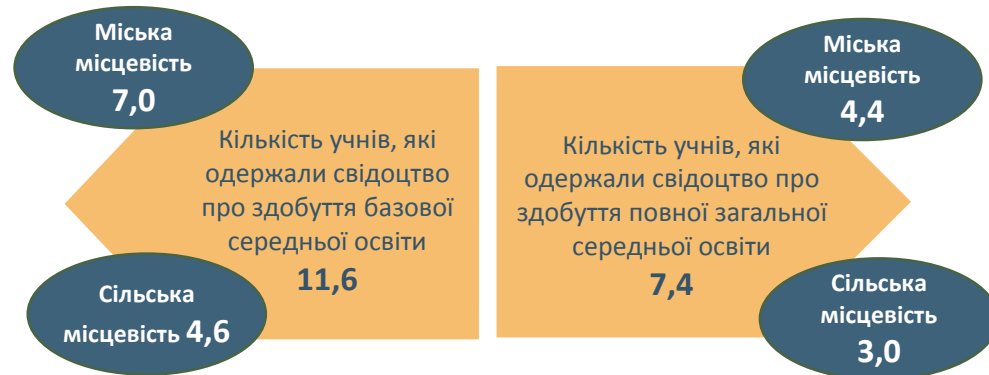 Міська
місцевість
7,0
Кількість учнів, які
одержали свідоцтво
про здобуття базової
середньої освіти
11,6
Сільська
місцевість 4,6
Міська
місцевість
4,4
Кількість учнів, які
одержали свідоцтво про
здобуття повної загальної
середньої освіти
7,4
Сільська
місцевість
3,0